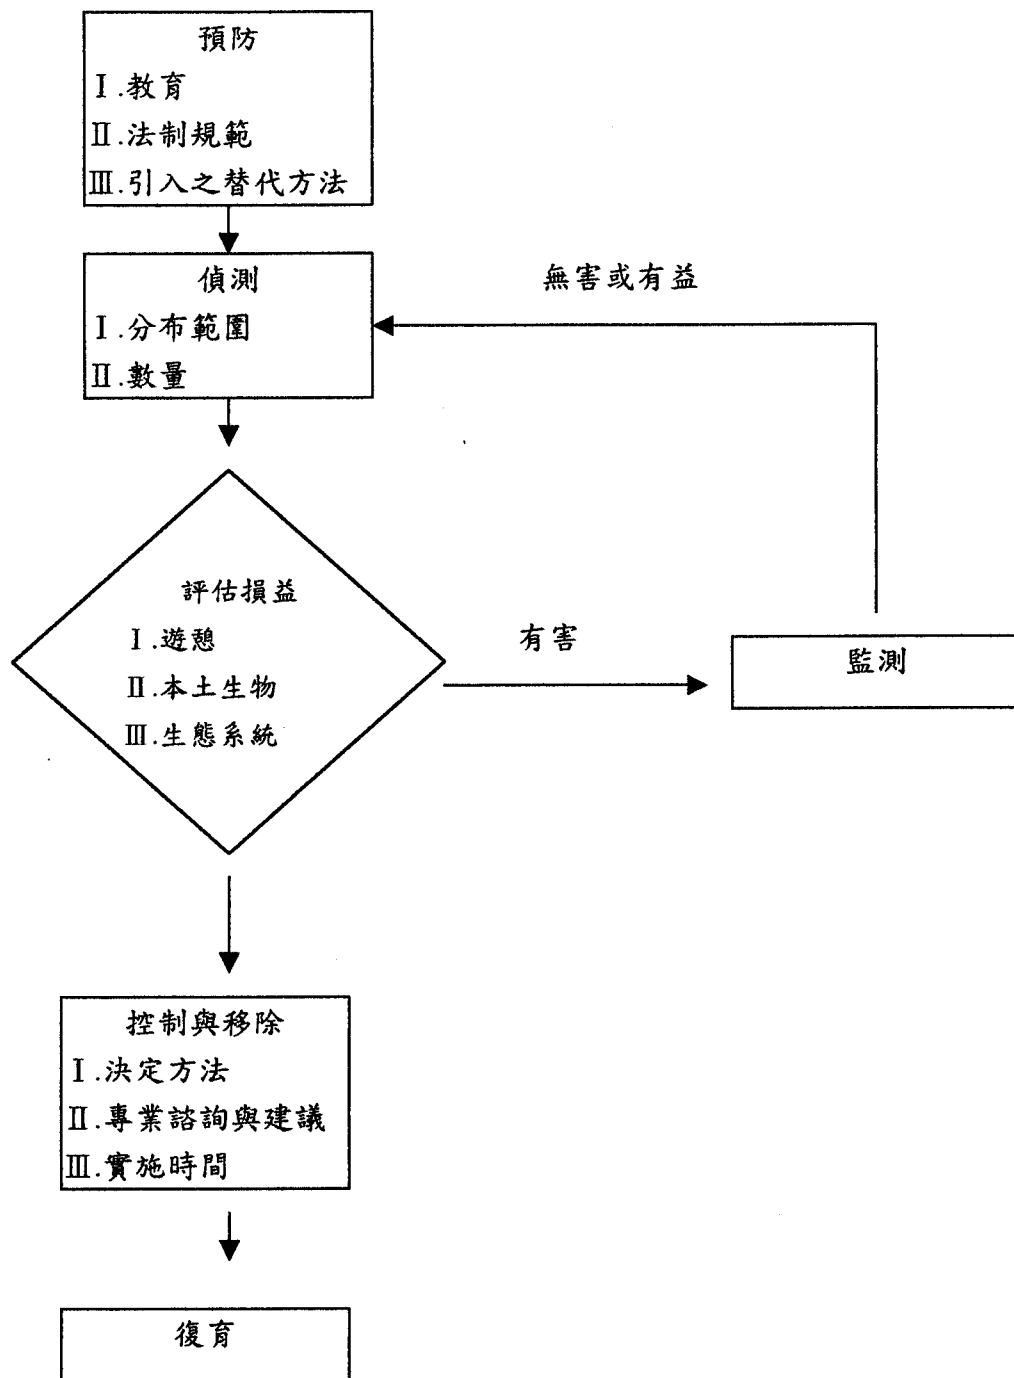 預防
Ⅰ.教育
Ⅱ.法制規範
Ⅲ.引入之替代方法
偵測
Ⅰ.分布範圍
Ⅱ.數量
無害或有益
評估損益
Ⅰ.遊憩
Ⅱ.本土生物
Ⅲ.生態系統
有害
監測
控制與移除
Ⅰ.決定方法
Ⅱ.專業諮詢與建議
Ⅲ.實施時間
復育